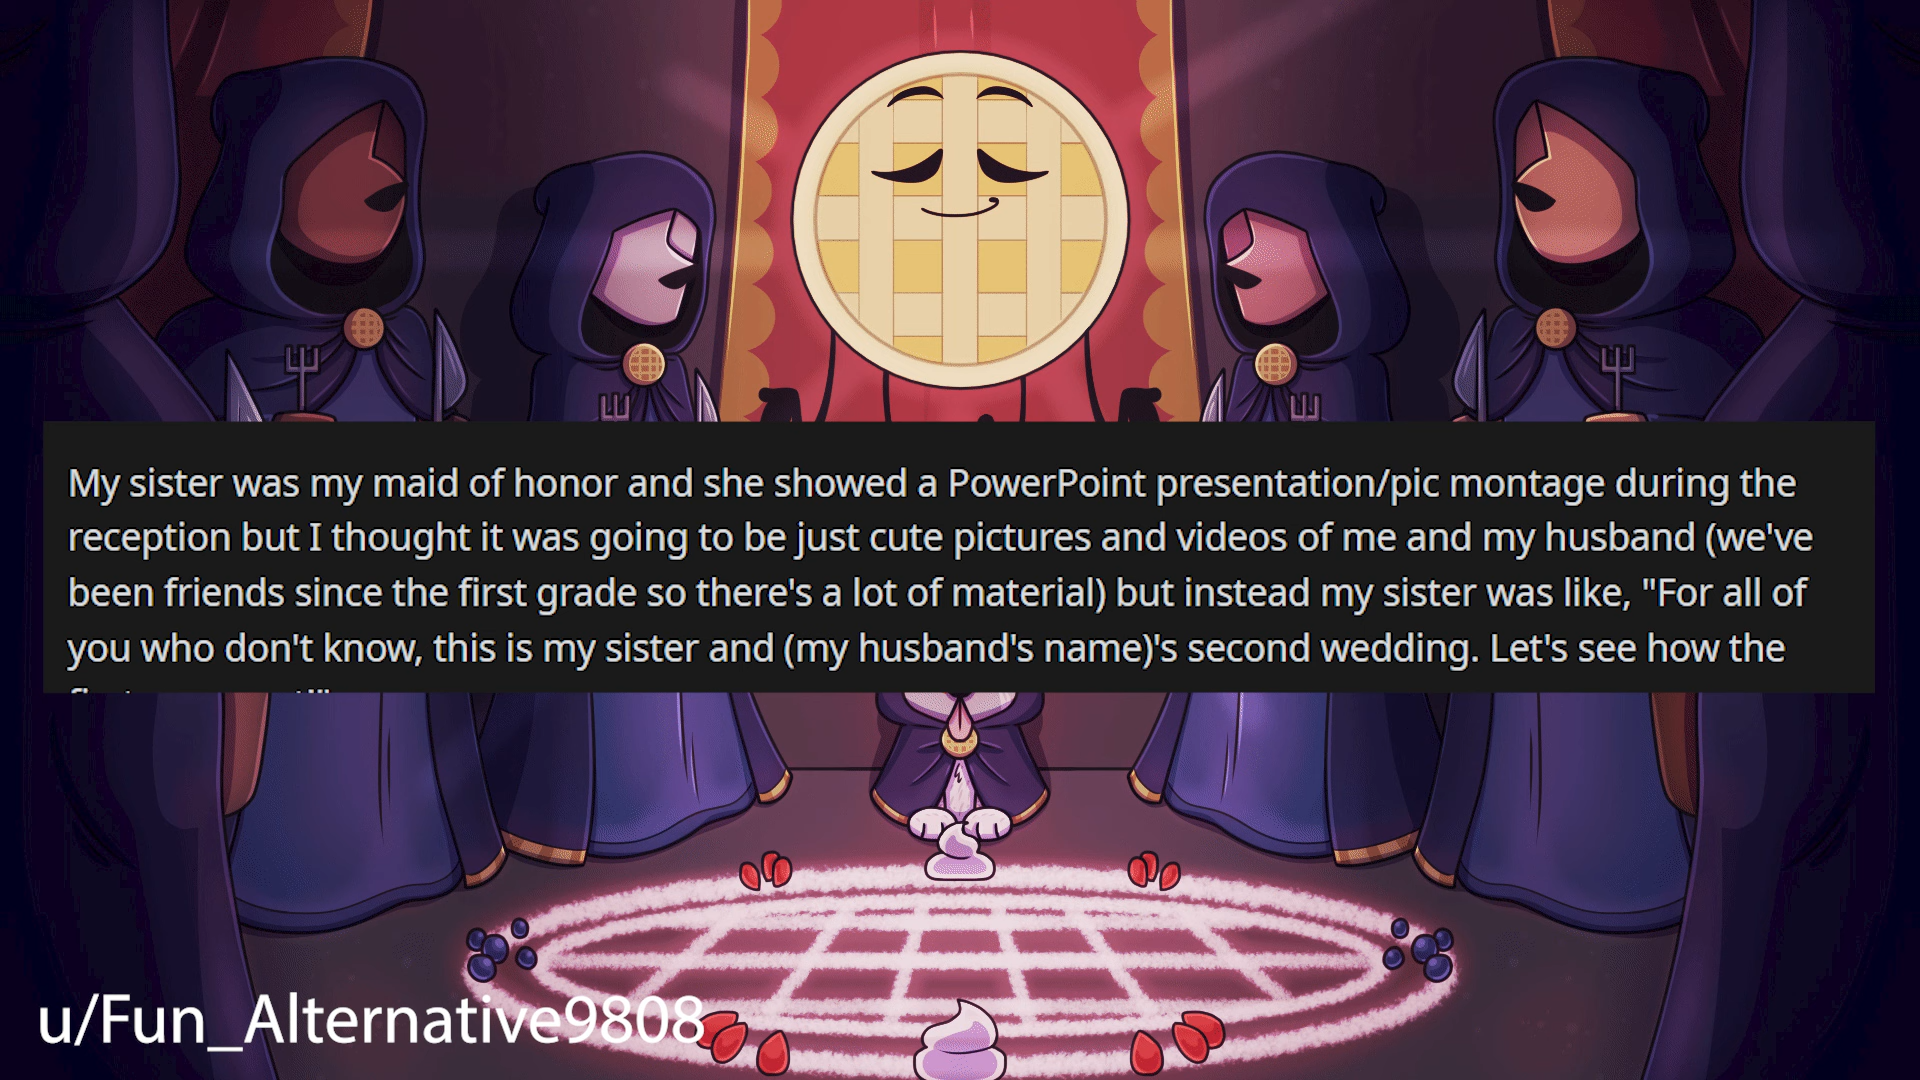 My sister was my maid of honor and she showed a PowerPoint presentation/pic montage during the
reception but I thought it was going to be just cute pictures and videos of me and my husband (we've
been friends since the first grade so there's a lot of material) but instead my sister was like, "For all of
you who don't know, this is my sister and (my husband's name)'s second wedding. Let's see how the
u/Fun_Alternative9808